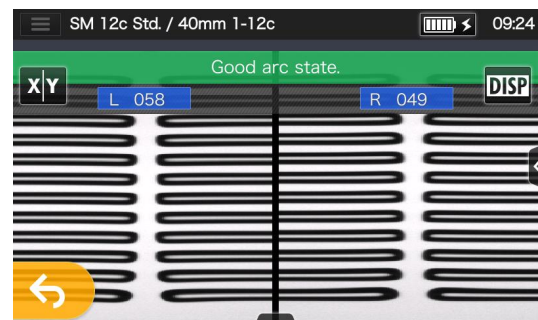 SM 12c Std. / 40mm 1-12c
09:24
Good arc state.
X|Y
DISP
L 058
R 049